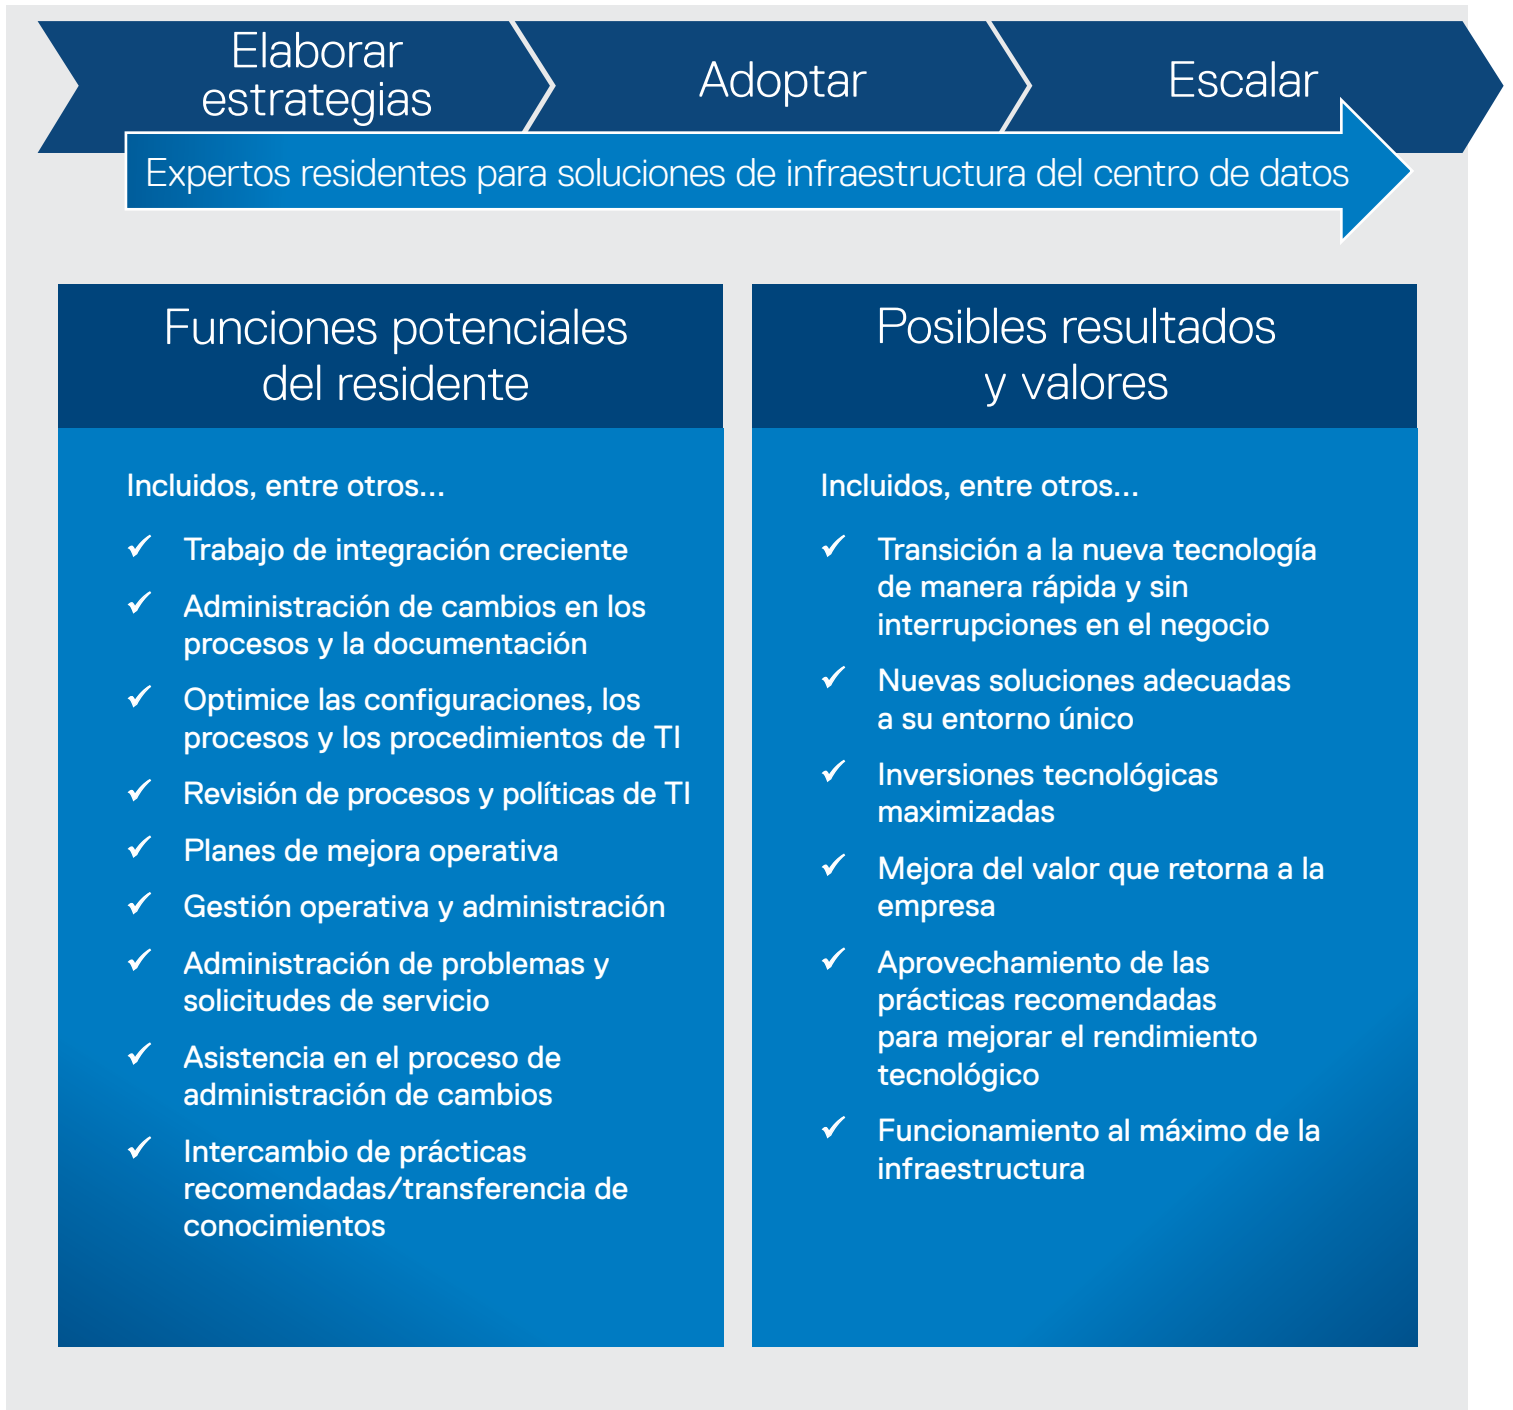 Elaborar
estrategias
Adoptar
Escalar
Expertos residentes para soluciones de infraestructura del centro de datos
Funciones potenciales
del residente
Incluidos, entre otros...
✓ Trabajo de integración creciente
✓ Administración de cambios en los
procesos y la documentación
✓ Optimice las configuraciones, los
procesos y los procedimientos de TI
✓ Revisión de procesos y políticas de TI
✓ Planes de mejora operativa
✓ Gestión operativa y administración
✓ Administración de problemas y
solicitudes de servicio
✓ Asistencia en el proceso de
administración de cambios
✓ Intercambio de prácticas
recomendadas/transferencia de
conocimientos
Posibles resultados
y valores
Incluidos, entre otros...
✓ Transición a la nueva tecnología
de manera rápida y sin
interrupciones en el negocio
✓ Nuevas soluciones adecuadas
a su entorno único
✓ Inversiones tecnológicas
maximizadas
✓ Mejora del valor que retorna a la
empresa
✓ Aprovechamiento de las
prácticas recomendadas
para mejorar el rendimiento
tecnológico
✓ Funcionamiento al máximo de la
infraestructura